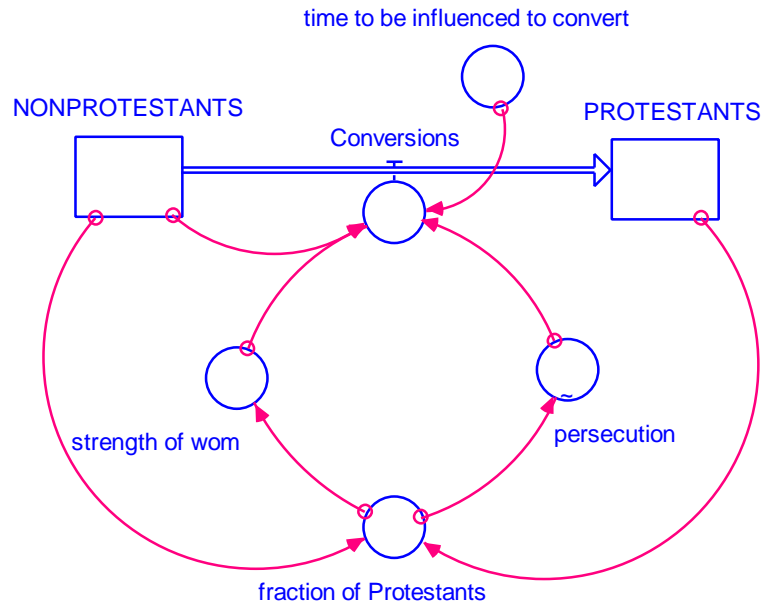 time to be influenced to convert
NONPROTESTANTS
PROTESTANTS
Conversions
~
strength of wom
persecution
fraction of Protestants